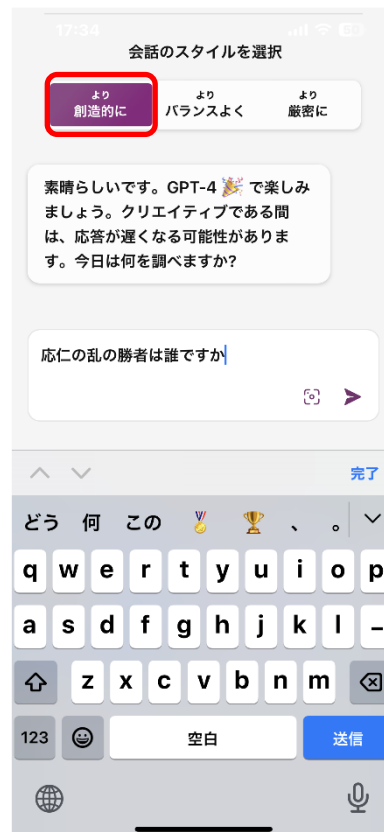 17:34
会話のスタイルを選択
より
創造的に
より
バランスよく
より
厳密に
素晴らしいです。GPT-4 🎉 で楽しみ
ましょう。クリエイティブである間
は、応答が遅くなる可能性がありま
す。今日は何を調べますか?
応仁の乱の勝者は誰ですか
完了
どう 何 この 🏅 🏆 、 。
q w e r t y u i o p
a s d f g h j k l ー
z x c v b n m
123 空白 送信